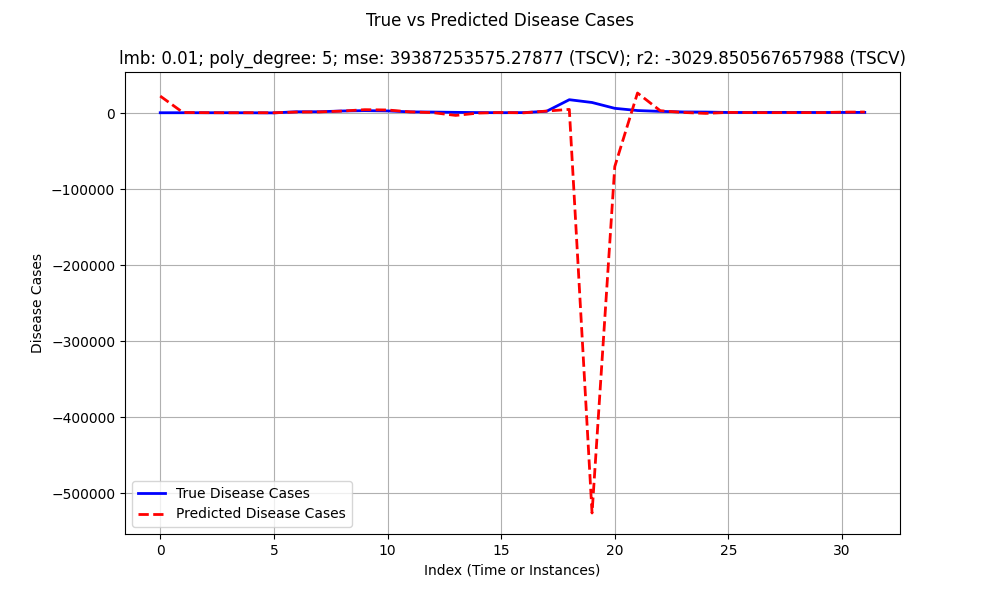 True vs Predicted Disease Cases
lmb: 0.01; poly_degree: 5; mse: 39387253575.27877 (TSCV); r2: -3029.850567657988 (TSCV)
0
−100000
−200000
−300000
−400000
−500000
Disease Cases
True Disease Cases
Predicted Disease Cases
0 5 10 15 20 25 30
Index (Time or Instances)